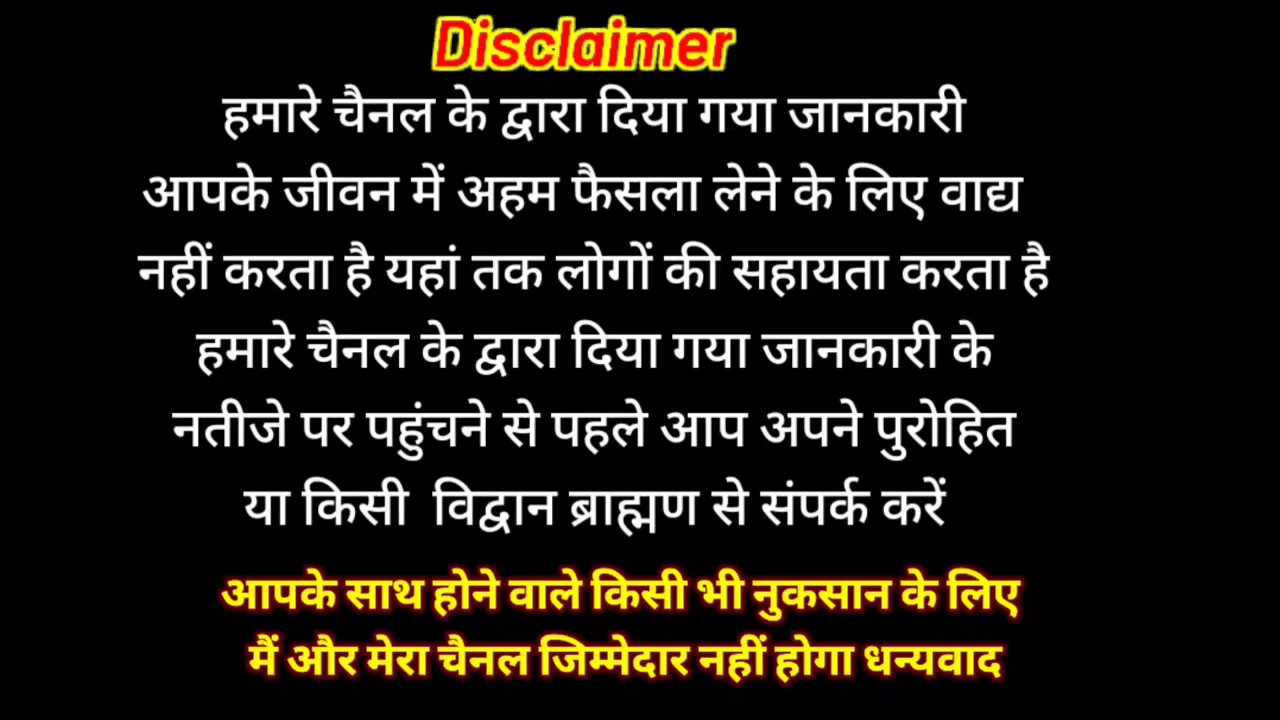 Disclaimer
हमारे चैनल के द्वारा दिया गया जानकारी
आपके जीवन में अहम फैसला लेने के लिए वाद्य
नहीं करता है यहां तक लोगों की सहायता करता है
हमारे चैनल के द्वारा दिया गया जानकारी के
नतीजे पर पहुंचने से पहले आप अपने पुरोहित
या किसी विद्वान ब्राह्मण से संपर्क करें
आपके साथ होने वाले किसी भी नुकसान के लिए
मैं और मेरा चैनल जिम्मेदार नहीं होगा धन्यवाद